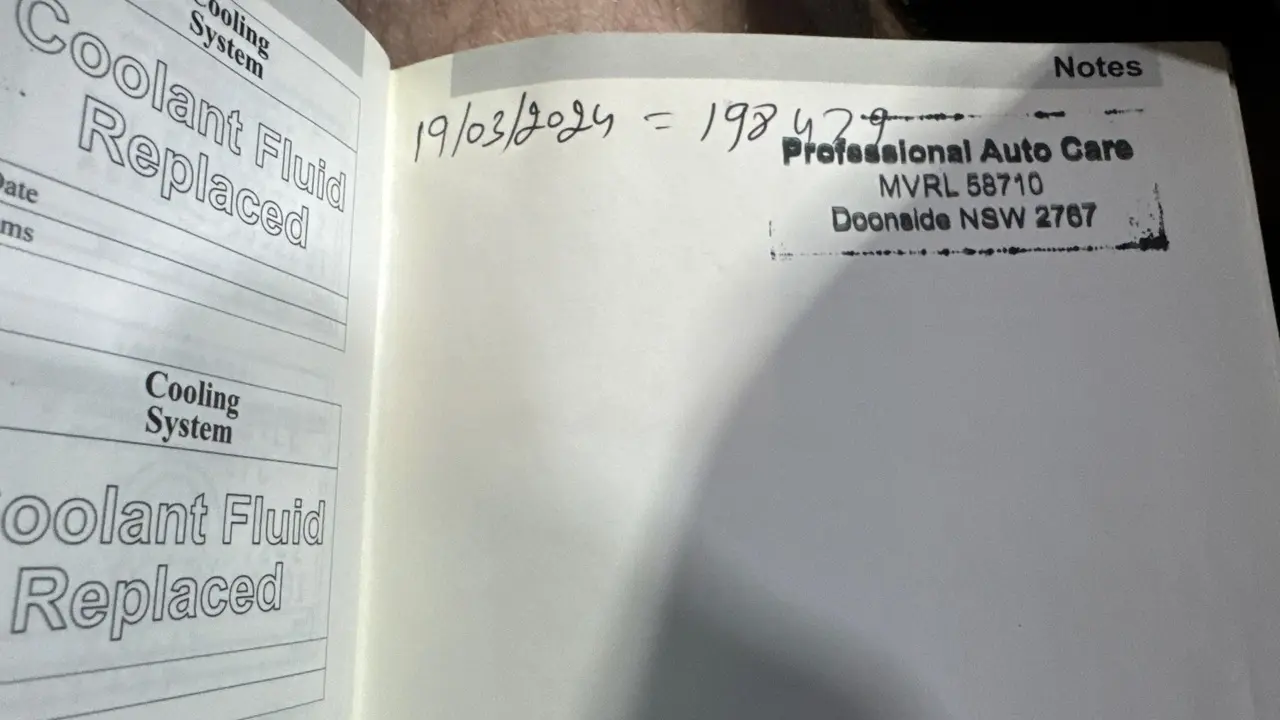 Cooling
System
Coolant Fluid
Replaced
Date
Cooling
System
Coolant Fluid
Replaced
Notes
19/03/2024 = 198
Professional Auto Care
MVRL 58710
Doonside NSW 2767